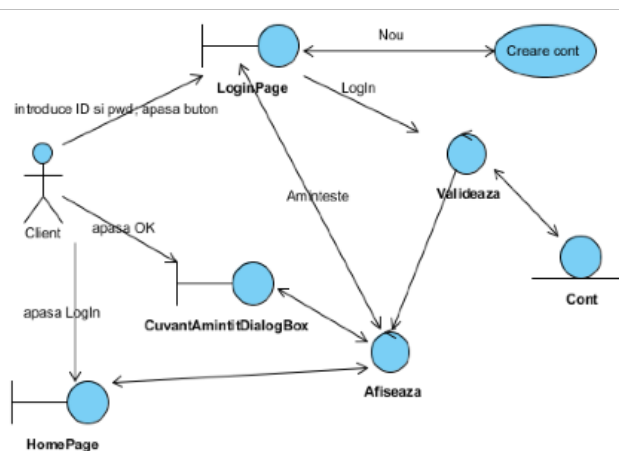 Nou
Creare cont
LoginPage
LogIn
introduce ID si pwd; apasa buton
Aminteste
Valideaza
Client
apasa OK
Cont
apasa LogIn
CuvantAmintitDialogBox
Afiseaza
HomePage